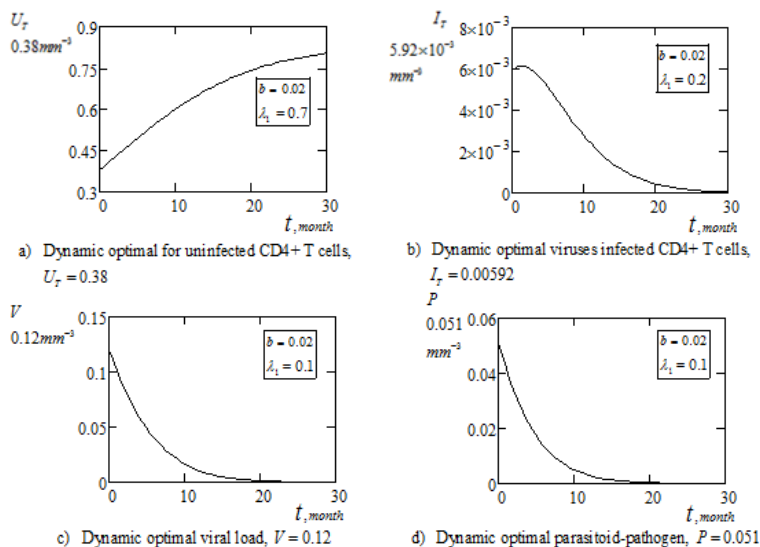 U_T
0.38mm⁻³
0.9
0.75
0.6
0.45
0.3
b = 0.02
λ₁ = 0.7
0
10
20
30
t, month
a) Dynamic optimal for uninfected CD4+ T cells,
U_T = 0.38
I_T
5.92×10⁻³
mm⁻³
8×10⁻³
6×10⁻³
4×10⁻³
2×10⁻³
b = 0.02
λ₁ = 0.2
0
10
20
30
t, month
b) Dynamic optimal viruses infected CD4+ T cells,
I_T = 0.00592
V
0.12mm⁻³
0.15
0.1
0.05
0
b = 0.02
λ₁ = 0.1
0
10
20
30
t, month
c) Dynamic optimal viral load, V = 0.12
P
0.051
mm⁻³
0.06
0.04
0.02
0
b = 0.02
λ₁ = 0.1
0
10
20
30
t, month
d) Dynamic optimal parasitoid-pathogen, P = 0.051